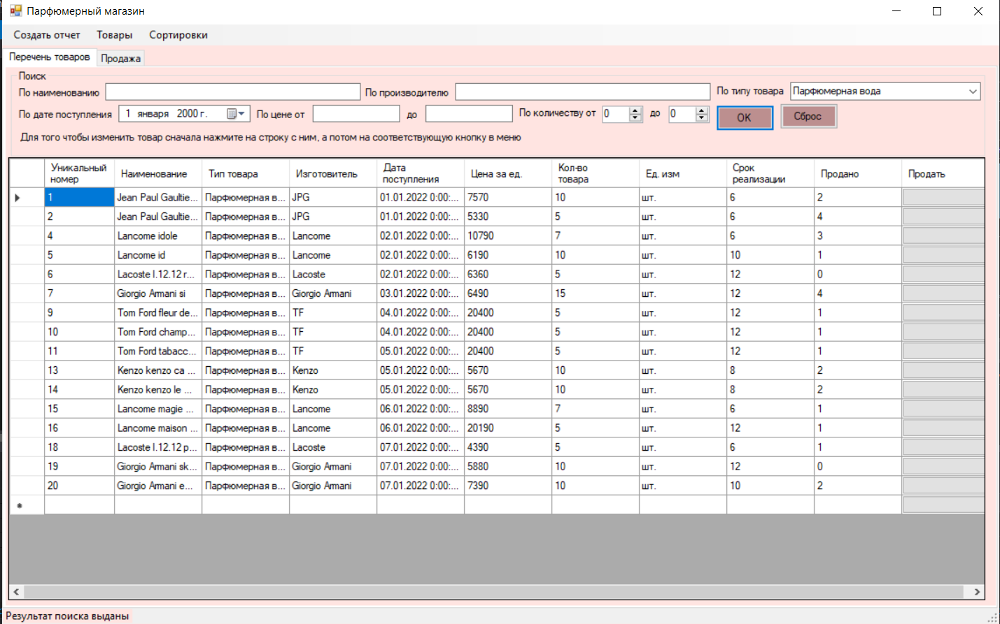 Парфюмерный магазин
Создать отчет Товары Сортировки
Перечень товаров Продажа
Поиск
По наименованию По производителю По типу товара Парфюмерная вода
По дате поступления 1 января 2000 г. По цене от до По количеству от 0 до 0 ОК Сброс
Для того чтобы изменить товар сначала нажмите на строку с ним, а потом на соответствующую кнопку в меню
Уникальный номер Наименование Тип товара Изготовитель Дата поступления Цена за ед. Кол-во товара Ед. изм Срок реализации Продано Продать
1 Jean Paul Gaultie... Парфюмерная в... JPG 01.01.2022 0:00:... 7570 10 шт. 6 2
2 Jean Paul Gaultie... Парфюмерная в... JPG 01.01.2022 0:00:... 5330 5 шт. 6 4
4 Lancome idole Парфюмерная в... Lancome 02.01.2022 0:00:... 10790 7 шт. 6 3
5 Lancome id Парфюмерная в... Lancome 02.01.2022 0:00:... 6190 10 шт. 10 1
6 Lacoste l.12.12 r... Парфюмерная в... Lacoste 02.01.2022 0:00:... 6360 5 шт. 12 0
7 Giorgio Armani si Парфюмерная в... Giorgio Armani 03.01.2022 0:00:... 6490 15 шт. 12 4
9 Tom Ford fleur de... Парфюмерная в... TF 04.01.2022 0:00:... 20400 5 шт. 12 1
10 Tom Ford champ... Парфюмерная в... TF 04.01.2022 0:00:... 20400 5 шт. 12 1
11 Tom Ford tabacc... Парфюмерная в... TF 05.01.2022 0:00:... 20400 5 шт. 12 1
13 Kenzo kenzo ca ... Парфюмерная в... Kenzo 05.01.2022 0:00:... 5670 10 шт. 8 2
14 Kenzo kenzo le ... Парфюмерная в... Kenzo 05.01.2022 0:00:... 5670 10 шт. 8 2
15 Lancome magie ... Парфюмерная в... Lancome 06.01.2022 0:00:... 8890 7 шт. 6 1
16 Lancome maison ... Парфюмерная в... Lancome 06.01.2022 0:00:... 20190 5 шт. 12 1
18 Lacoste l.12.12 p... Парфюмерная в... Lacoste 07.01.2022 0:00:... 4390 5 шт. 6 1
19 Giorgio Armani sk... Парфюмерная в... Giorgio Armani 07.01.2022 0:00:... 5880 10 шт. 12 0
20 Giorgio Armani e... Парфюмерная в... Giorgio Armani 07.01.2022 0:00:... 7390 10 шт. 10 2
Результат поиска выданы